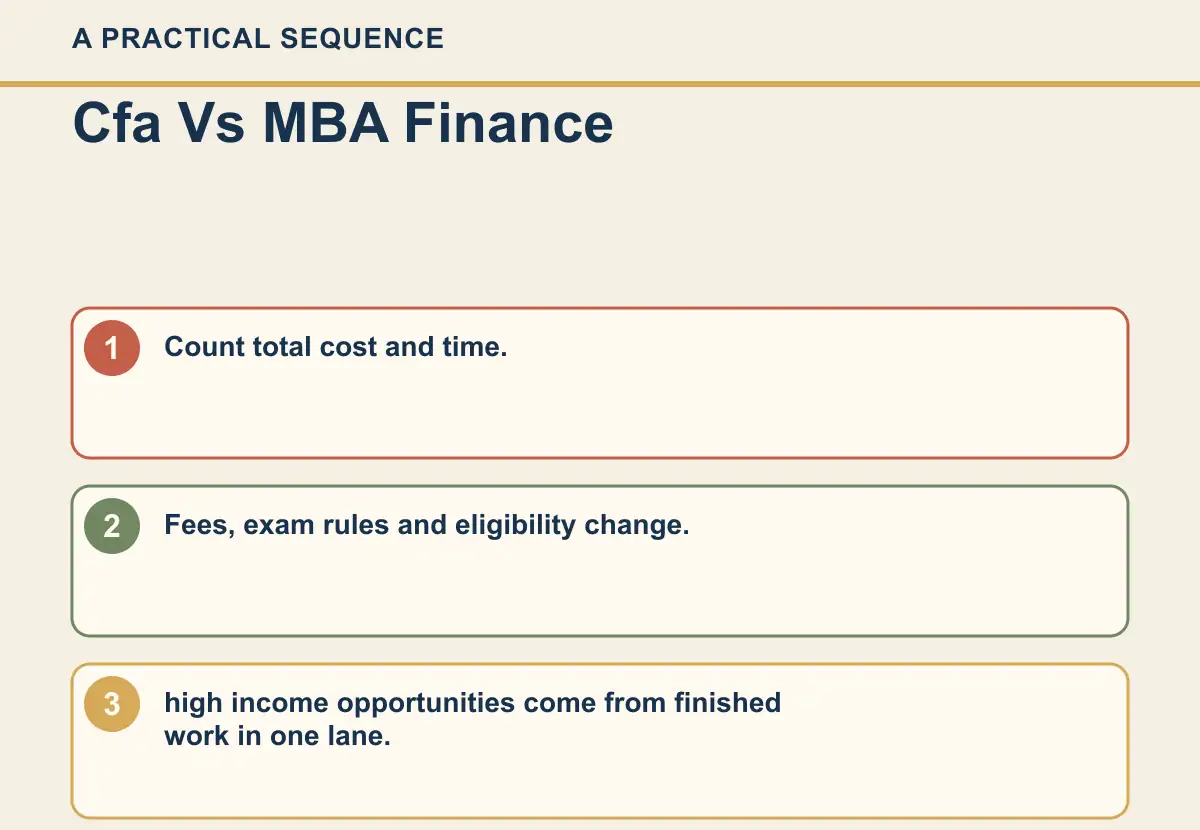 A PRACTICAL SEQUENCE
Cfa Vs MBA Finance
1
Count total cost and time.
2
Fees, exam rules and eligibility change.
3
high income opportunities come from finished
work in one lane.